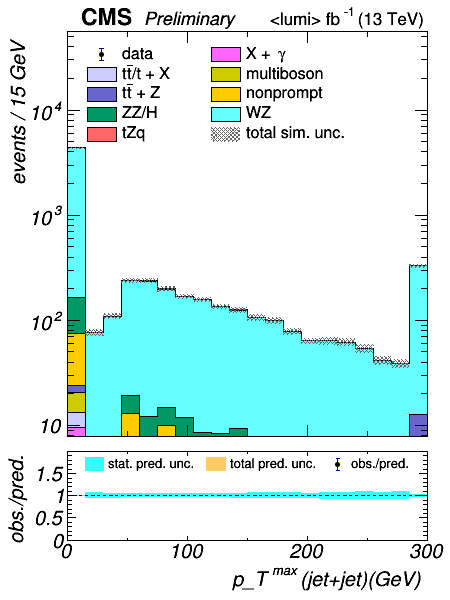 CMS Preliminary <lumi> fb⁻¹ (13 TeV)
events / 15 GeV
10⁴
10³
10²
10
data
tt̄/t + X
tt̄ + Z
ZZ/H
tZ̄q
X + γ
multiboson
nonprompt
WZ
total sim. unc.
obs./pred.
1.5
1
0.5
0
stat. pred. unc. total pred. unc. obs./pred.
0 100 200 300
p_T^max (jet+jet)(GeV)